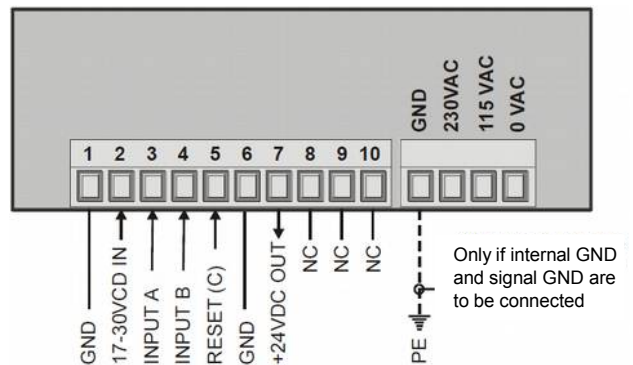 GND
230VAC
115 VAC
0 VAC
1 2 3 4 5 6 7 8 9 10
GND
17-30VCD IN
INPUT A
INPUT B
RESET (C)
GND
+24VDC OUT
NC
NC
NC
PE
Only if internal GND
and signal GND are
to be connected